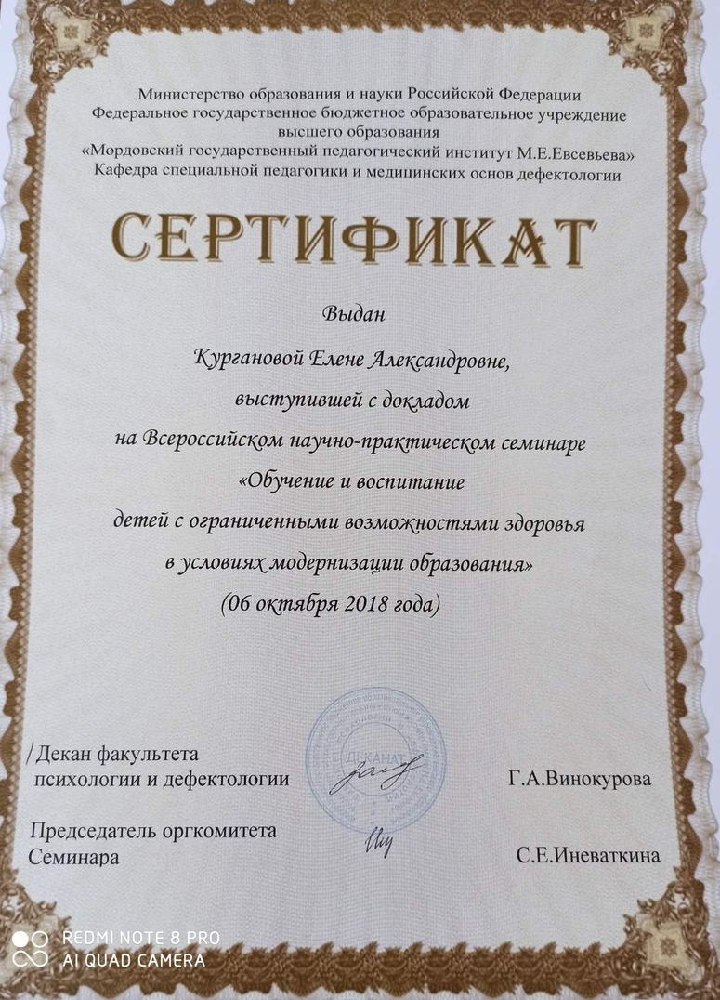 Министерство образования и науки Российской Федерации
Федеральное государственное бюджетное образовательное учреждение
высшего образования
«Мордовский государственный педагогический институт М.Е.Евсевьева»
Кафедра специальной педагогики и медицинских основ дефектологии
СЕРТИФИКАТ
Выдан
Кургановой Елене Александровне,
выступившей с докладом
на Всероссийском научно-практическом семинаре
«Обучение и воспитание
детей с ограниченными возможностями здоровья
в условиях модернизации образования»
(06 октября 2018 года)
ДЕКАНАТ
/Декан факультета
психологии и дефектологии
Г.А.Винокурова
Председатель оргкомитета
Семинара
С.Е.Иневаткина
REDMI NOTE 8 PRO
AI QUAD CAMERA